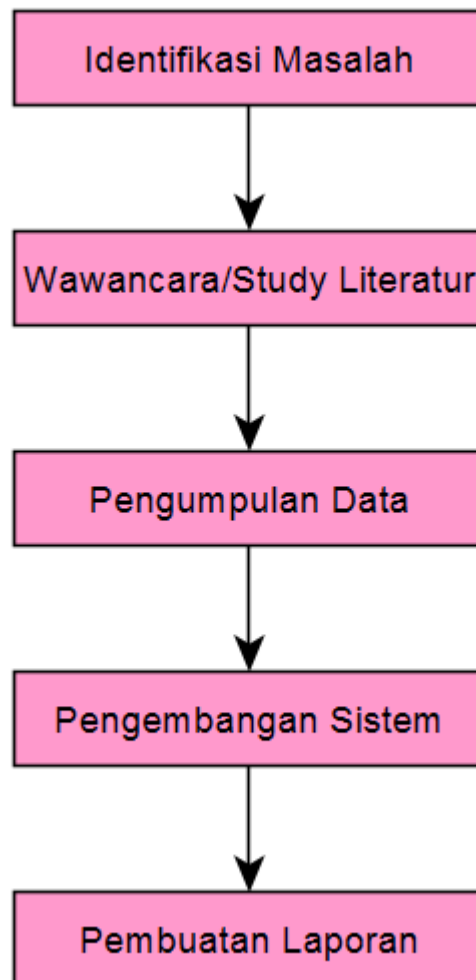 Identifikasi Masalah
Wawancara/Study Literatur
Pengumpulan Data
Pengembangan Sistem
Pembuatan Laporan